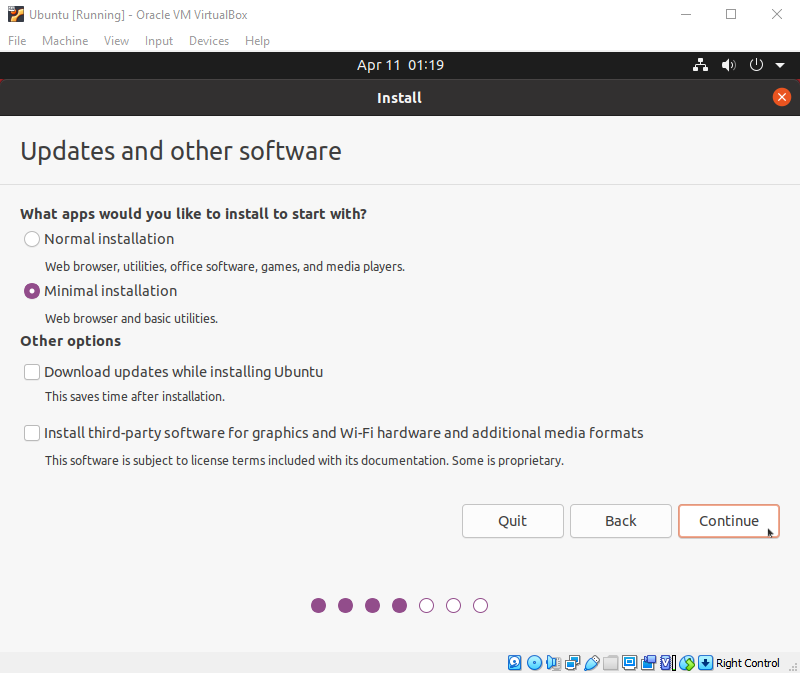 Ubuntu [Running] - Oracle VM VirtualBox
File Machine View Input Devices Help
Apr 11 01:19
Install
Updates and other software
What apps would you like to install to start with?
Normal installation
Web browser, utilities, office software, games, and media players.
Minimal installation
Web browser and basic utilities.
Other options
Download updates while installing Ubuntu
This saves time after installation.
Install third-party software for graphics and Wi-Fi hardware and additional media formats
This software is subject to license terms included with its documentation. Some is proprietary.
Quit Back Continue
Right Control